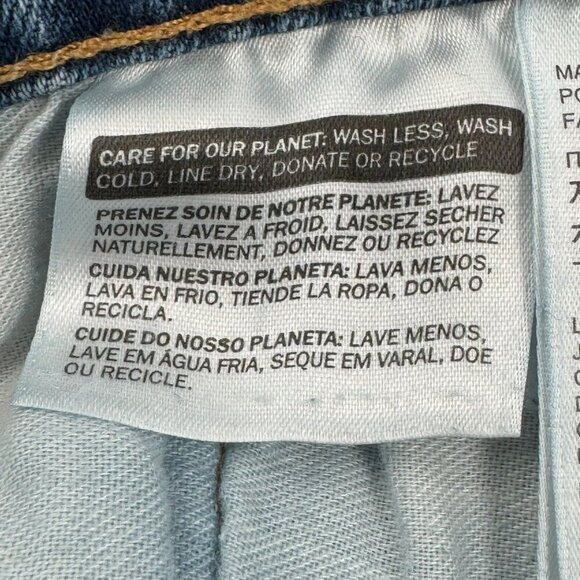 CARE FOR OUR PLANET: WASH LESS, WASH
COLD, LINE DRY, DONATE OR RECYCLE
PRENEZ SOIN DE NOTRE PLANETE: LAVEZ
MOINS, LAVEZ A FROID, LAISSEZ SECHER
NATURELLEMENT, DONNEZ OU RECYCLEZ
CUIDA NUESTRO PLANETA: LAVA MENOS,
LAVA EN FRIO, TIENDE LA ROPA, DONA O
RECICLA.
CUIDE DO NOSSO PLANETA: LAVE MENOS,
LAVE EM ÁGUA FRIA, SEQUE EM VARAL, DOE
OU RECICLE.
MA
PO
FA